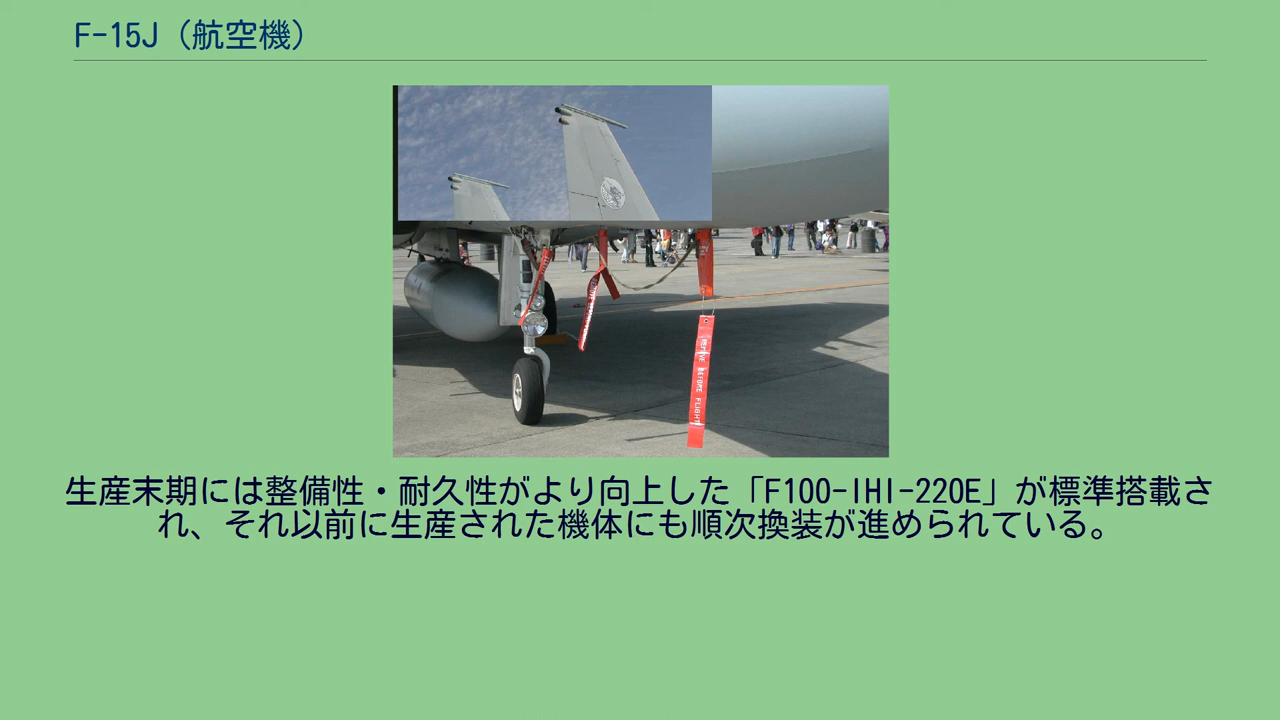 F-15J（航空機）
REMOVE BEFORE FLIGHT
生産末期には整備性・耐久性がより向上した「F100-IHI-220E」が標準搭載さ
れ、それ以前に生産された機体にも順次換装が進められている。